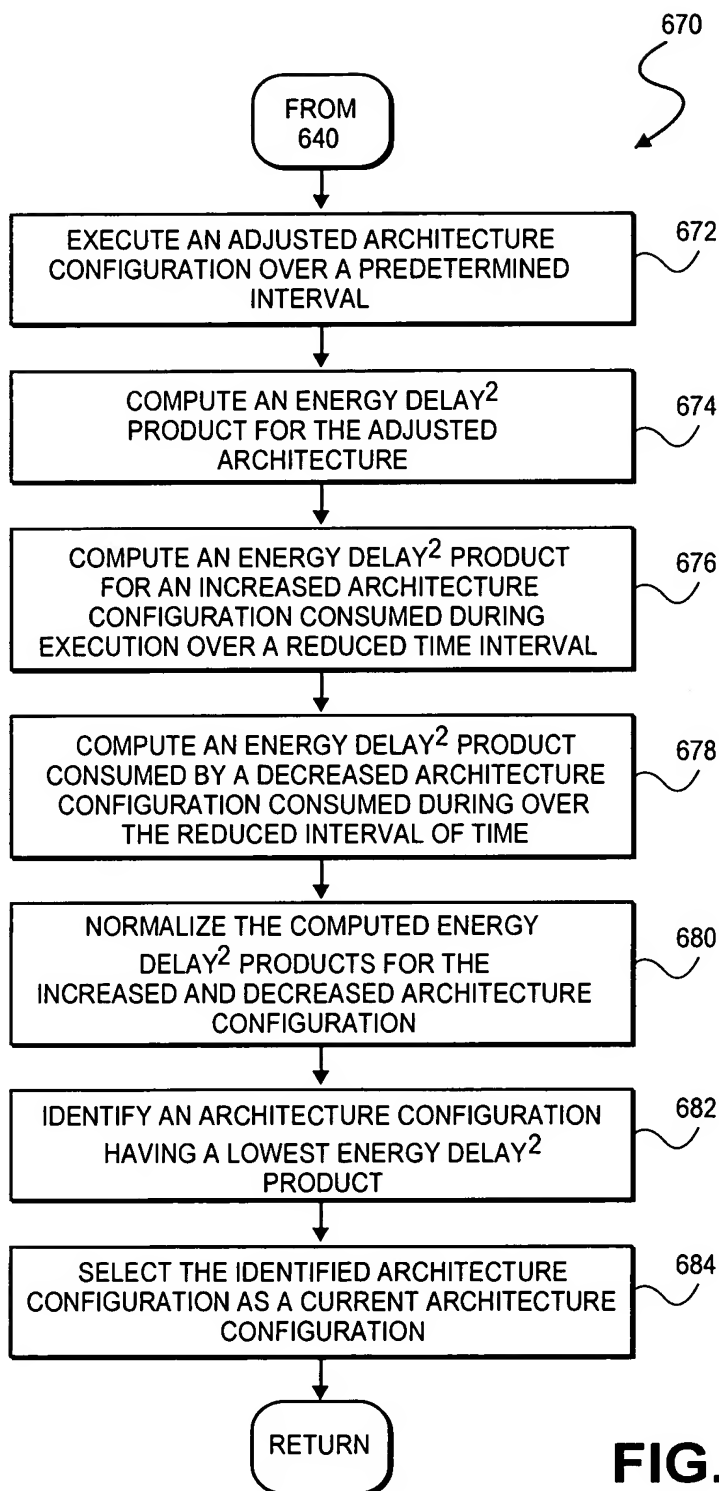 670
FROM
640
EXECUTE AN ADJUSTED ARCHITECTURE
CONFIGURATION OVER A PREDETERMINED
INTERVAL
672
COMPUTE AN ENERGY DELAY²
PRODUCT FOR THE ADJUSTED
ARCHITECTURE
674
COMPUTE AN ENERGY DELAY² PRODUCT
FOR AN INCREASED ARCHITECTURE
CONFIGURATION CONSUMED DURING
EXECUTION OVER A REDUCED TIME INTERVAL
676
COMPUTE AN ENERGY DELAY² PRODUCT
CONSUMED BY A DECREASED ARCHITECTURE
CONFIGURATION CONSUMED DURING OVER
THE REDUCED INTERVAL OF TIME
678
NORMALIZE THE COMPUTED ENERGY
DELAY² PRODUCTS FOR THE
INCREASED AND DECREASED ARCHITECTURE
CONFIGURATION
680
IDENTIFY AN ARCHITECTURE CONFIGURATION
HAVING A LOWEST ENERGY DELAY²
PRODUCT
682
SELECT THE IDENTIFIED ARCHITECTURE
CONFIGURATION AS A CURRENT ARCHITECTURE
CONFIGURATION
684
RETURN
FIG.